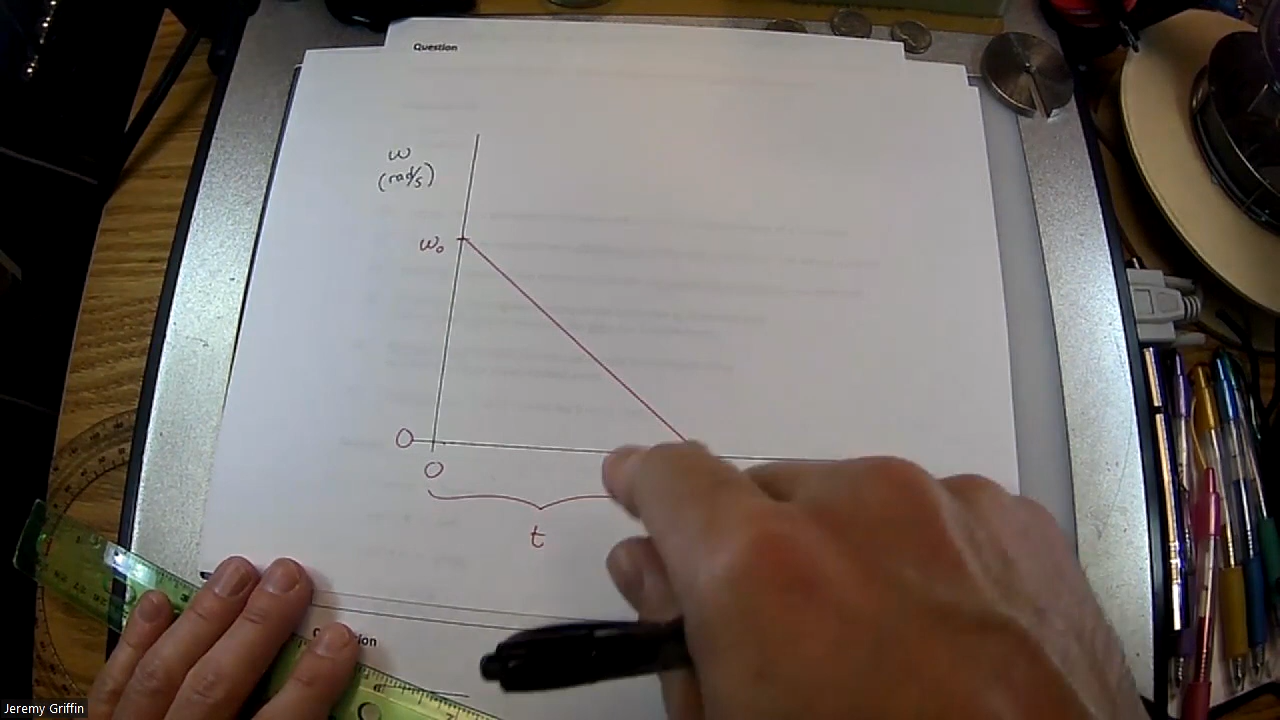 Question
ω
(rad/s)
ω₀
0
0
t
Jeremy Griffin